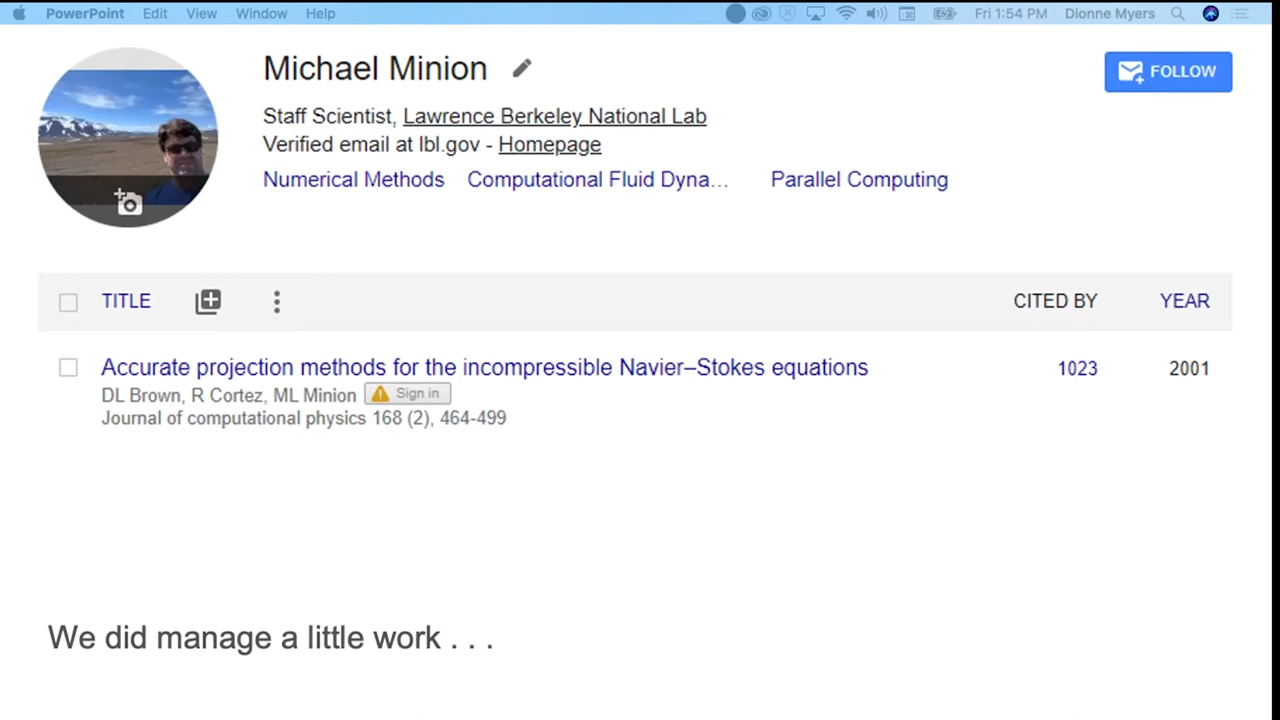 PowerPoint Edit View Window Help Fri 1:54 PM Dionne Myers
Michael Minion
FOLLOW
Staff Scientist, Lawrence Berkeley National Lab
Verified email at lbl.gov - Homepage
Numerical Methods Computational Fluid Dyna… Parallel Computing
TITLE CITED BY YEAR
Accurate projection methods for the incompressible Navier–Stokes equations 1023 2001
DL Brown, R Cortez, ML Minion Sign in
Journal of computational physics 168 (2), 464-499
We did manage a little work . . .